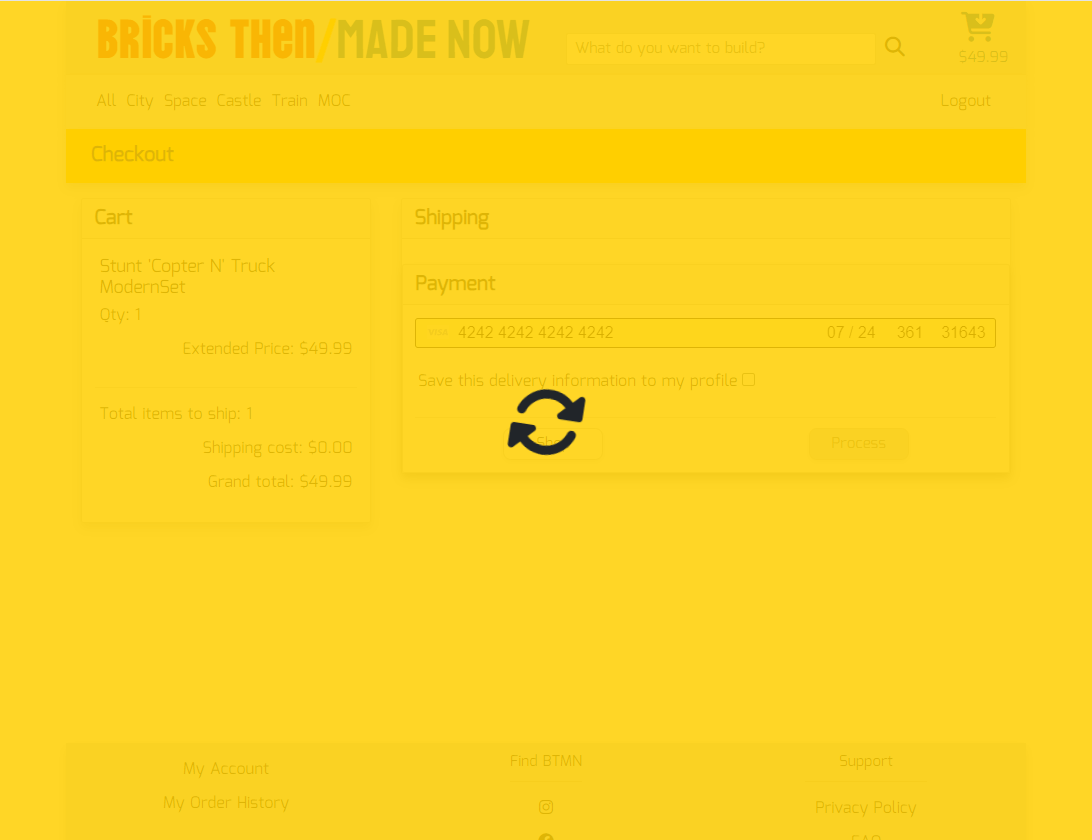 BRICKS THEN/MADE NOW
What do you want to build?
$49.99
All City Space Castle Train MOC
Logout
Checkout
Cart
Stunt 'Copter N' Truck
ModernSet
Qty: 1
Extended Price: $49.99
Total items to ship: 1
Shipping cost: $0.00
Grand total: $49.99
Shipping
Payment
VISA 4242 4242 4242 4242 07 / 24 361 31643
Save this delivery information to my profile
Process
My Account
My Order History
Find BTMN
Support
Privacy Policy
FAQ